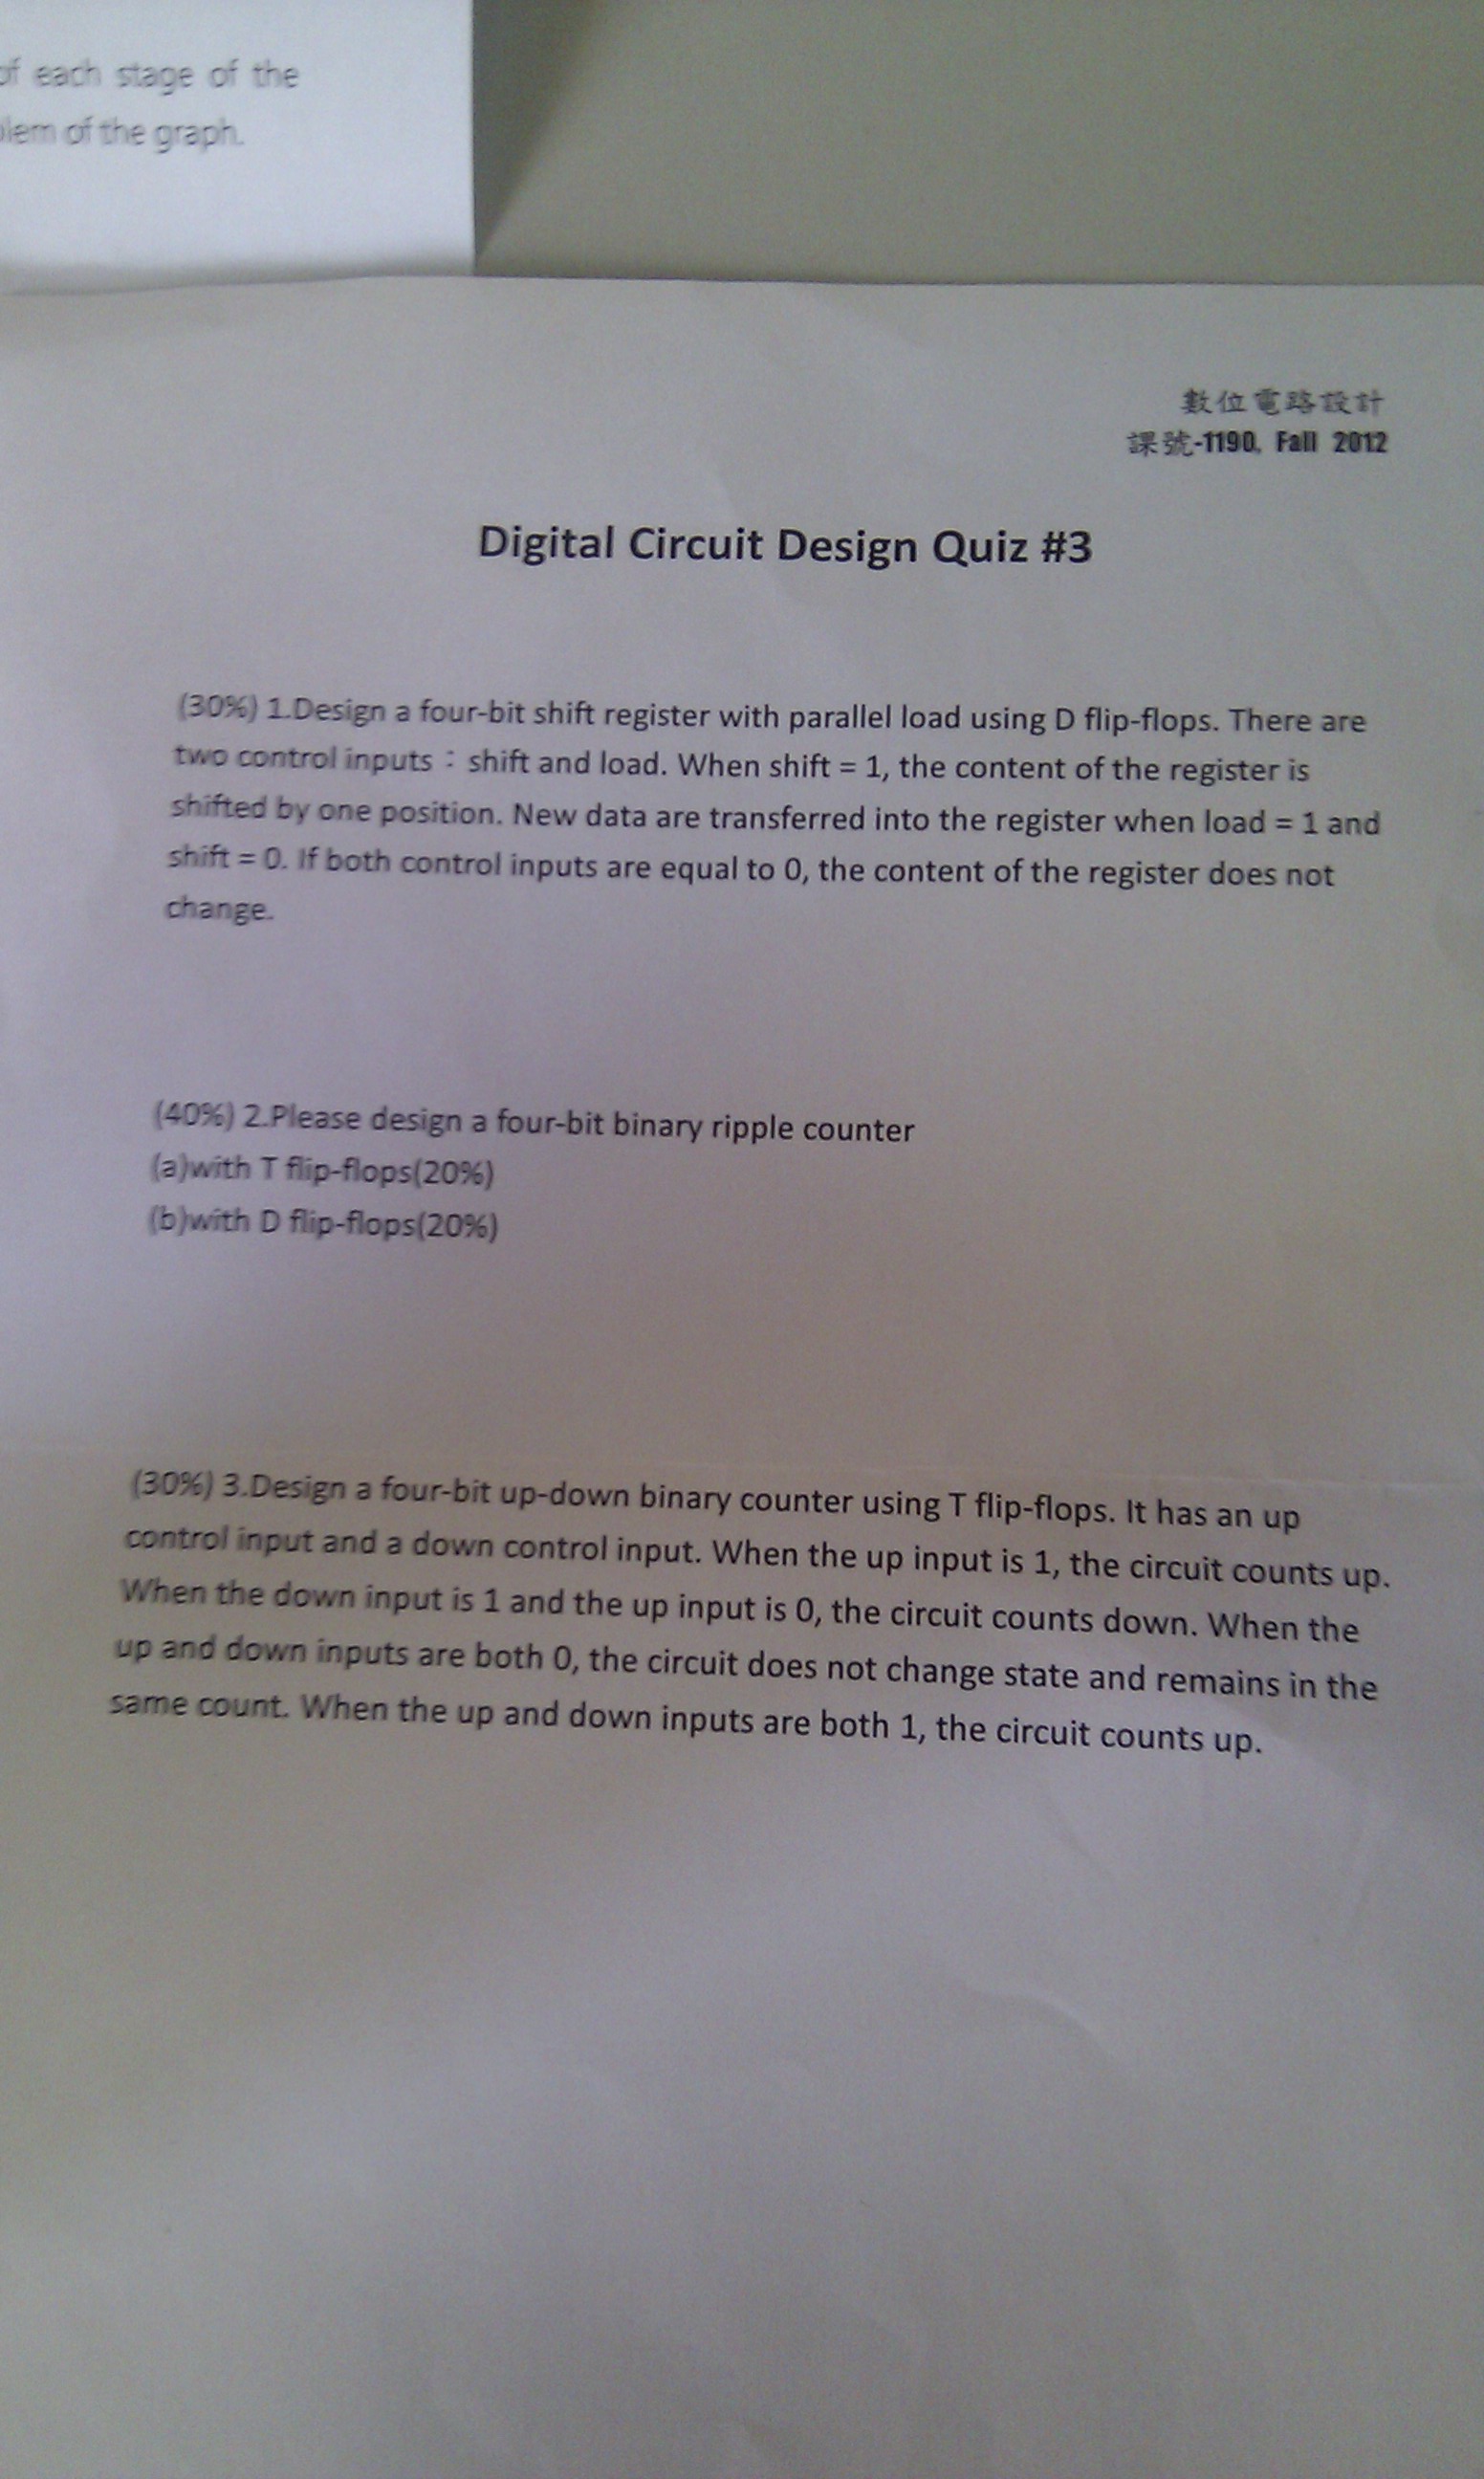 of each stage of the
of the graph.
數位電路設計
課號-1190, Fall 2012
Digital Circuit Design Quiz #3
(30%) 1.Design a four-bit shift register with parallel load using D flip-flops. There are
two control inputs：shift and load. When shift = 1, the content of the register is
shifted by one position. New data are transferred into the register when load = 1 and
shift = 0. If both control inputs are equal to 0, the content of the register does not
change.
(40%) 2.Please design a four-bit binary ripple counter
(a)with T flip-flops(20%)
(b)with D flip-flops(20%)
(30%) 3.Design a four-bit up-down binary counter using T flip-flops. It has an up
control input and a down control input. When the up input is 1, the circuit counts up.
When the down input is 1 and the up input is 0, the circuit counts down. When the
up and down inputs are both 0, the circuit does not change state and remains in the
same count. When the up and down inputs are both 1, the circuit counts up.